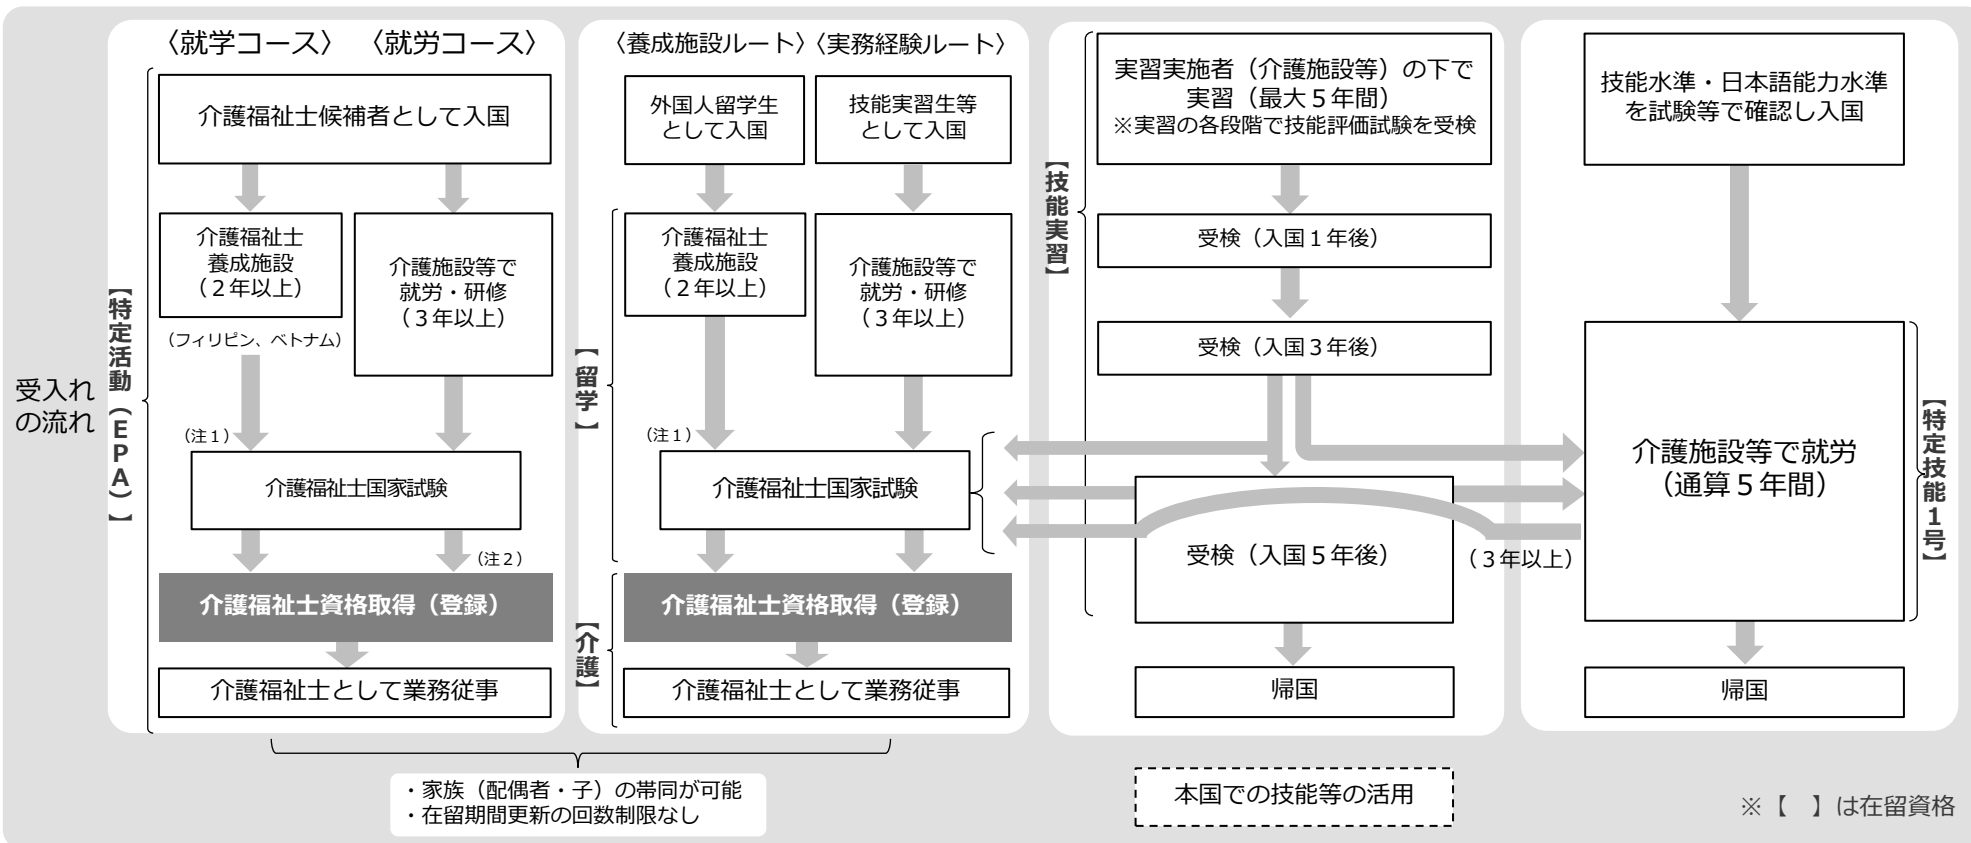 受入れ
の流れ
〈就学コース〉
〈就労コース〉
介護福祉士候補者として入国
介護福祉士
養成施設
（２年以上）
（フィリピン、ベトナム）
介護施設等で
就労・研修
（３年以上）
【特定活動（ＥＰＡ）】
（注１）
介護福祉士国家試験
（注２）
介護福祉士資格取得（登録）
介護福祉士として業務従事
〈養成施設ルート〉
〈実務経験ルート〉
外国人留学生
として入国
技能実習生等
として入国
介護福祉士
養成施設
（２年以上）
介護施設等で
就労・研修
（３年以上）
【留学】
（注１）
介護福祉士国家試験
介護福祉士資格取得（登録）
【介護】
介護福祉士として業務従事
・家族（配偶者・子）の帯同が可能
・在留期間更新の回数制限なし
実習実施者（介護施設等）の下で
実習（最大５年間）
※実習の各段階で技能評価試験を受検
【技能実習】
受検（入国１年後）
受検（入国３年後）
受検（入国５年後）
（３年以上）
帰国
本国での技能等の活用
技能水準・日本語能力水準
を試験等で確認し入国
介護施設等で就労
（通算５年間）
【特定技能１号】
帰国
※【　】は在留資格